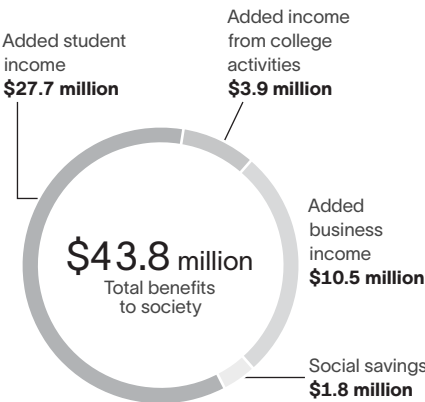 Added student
income
$27.7 million
Added income
from college
activities
$3.9 million
$43.8 million
Total benefits
to society
Added
business
income
$10.5 million
Social savings
$1.8 million